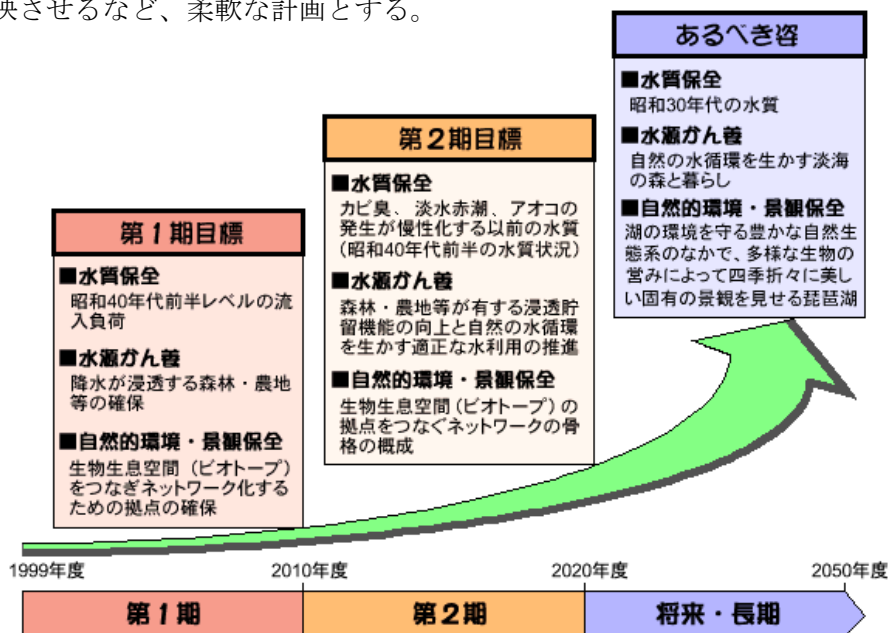 映させるなど、柔軟な計画とする。
あるべき姿
■水質保全
昭和30年代の水質
■水源かん養
自然の水循環を生かす淡海
の森と暮らし
■自然的環境・景観保全
湖の環境を守る豊かな自然生
態系のなかで、多様な生物の
営みによって四季折々に美し
い固有の景観を見せる琵琶湖
第2期目標
■水質保全
カビ臭、淡水赤潮、アオコの
発生が慢性化する以前の水質
(昭和40年代前半の水質状況)
■水源かん養
森林・農地等が有する浸透貯
留機能の向上と自然の水循環
を生かす適正な水利用の推進
■自然的環境・景観保全
生物生息空間(ビオトープ)の
拠点をつなぐネットワークの骨
格の概成
第1期目標
■水質保全
昭和40年代前半レベルの流
入負荷
■水源かん養
降水が浸透する森林・農地
等の確保
■自然的環境・景観保全
生物生息空間(ビオトープ)
をつなぎネットワーク化する
ための拠点の確保
1999年度 2010年度 2020年度 2050年度
第1期 第2期 将来・長期